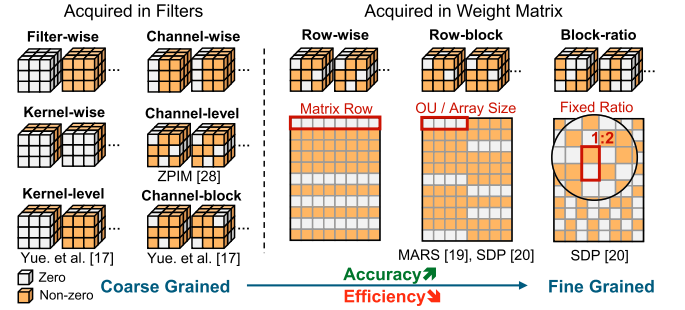 Acquired in Filters
Acquired in Weight Matrix
Filter-wise
Channel-wise
Row-wise
Row-block
Block-ratio
...
...
...
...
...
Kernel-wise
Channel-level
Matrix Row
OU / Array Size
Fixed Ratio
...
...
1:2
ZPIM [28]
Kernel-level
Channel-block
...
...
Yue. et al. [17]
Yue. et al. [17]
MARS [19], SDP [20]
SDP [20]
Zero
Non-zero
Coarse Grained
Accuracy
Efficiency
Fine Grained